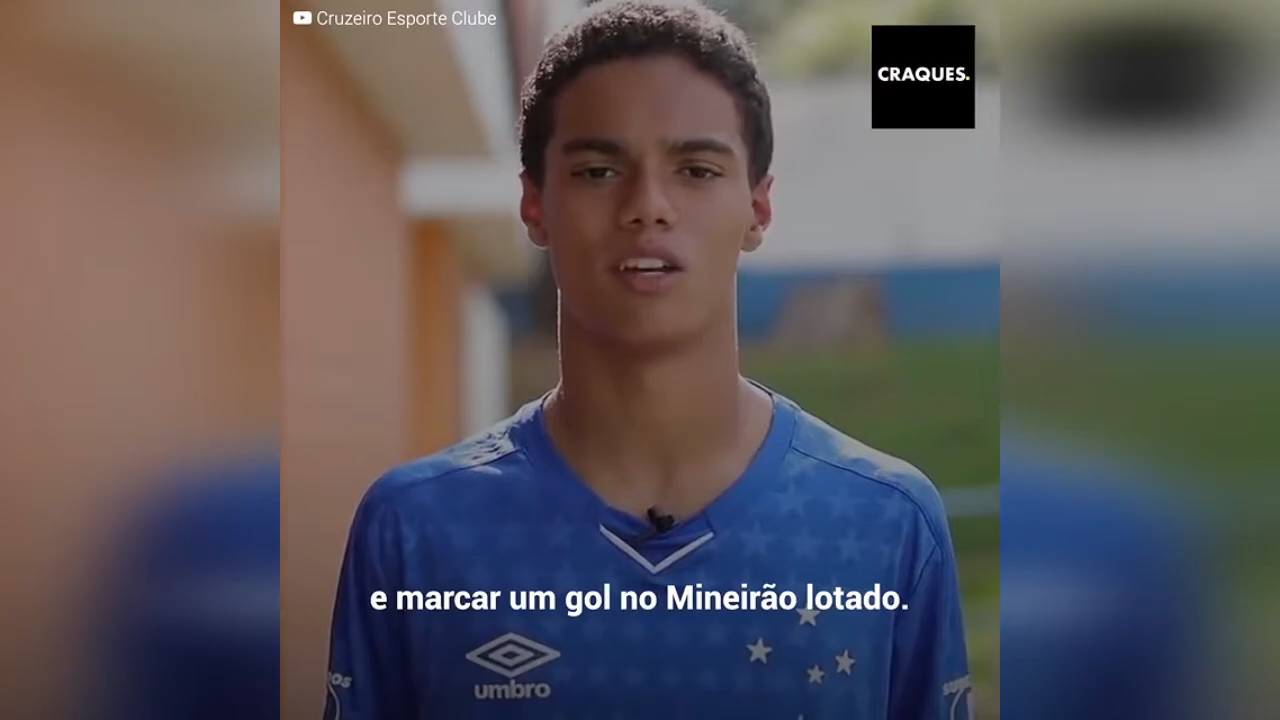 Cruzeiro Esporte Clube
CRAQUES.
e marcar um gol no Mineirão lotado.
umbro